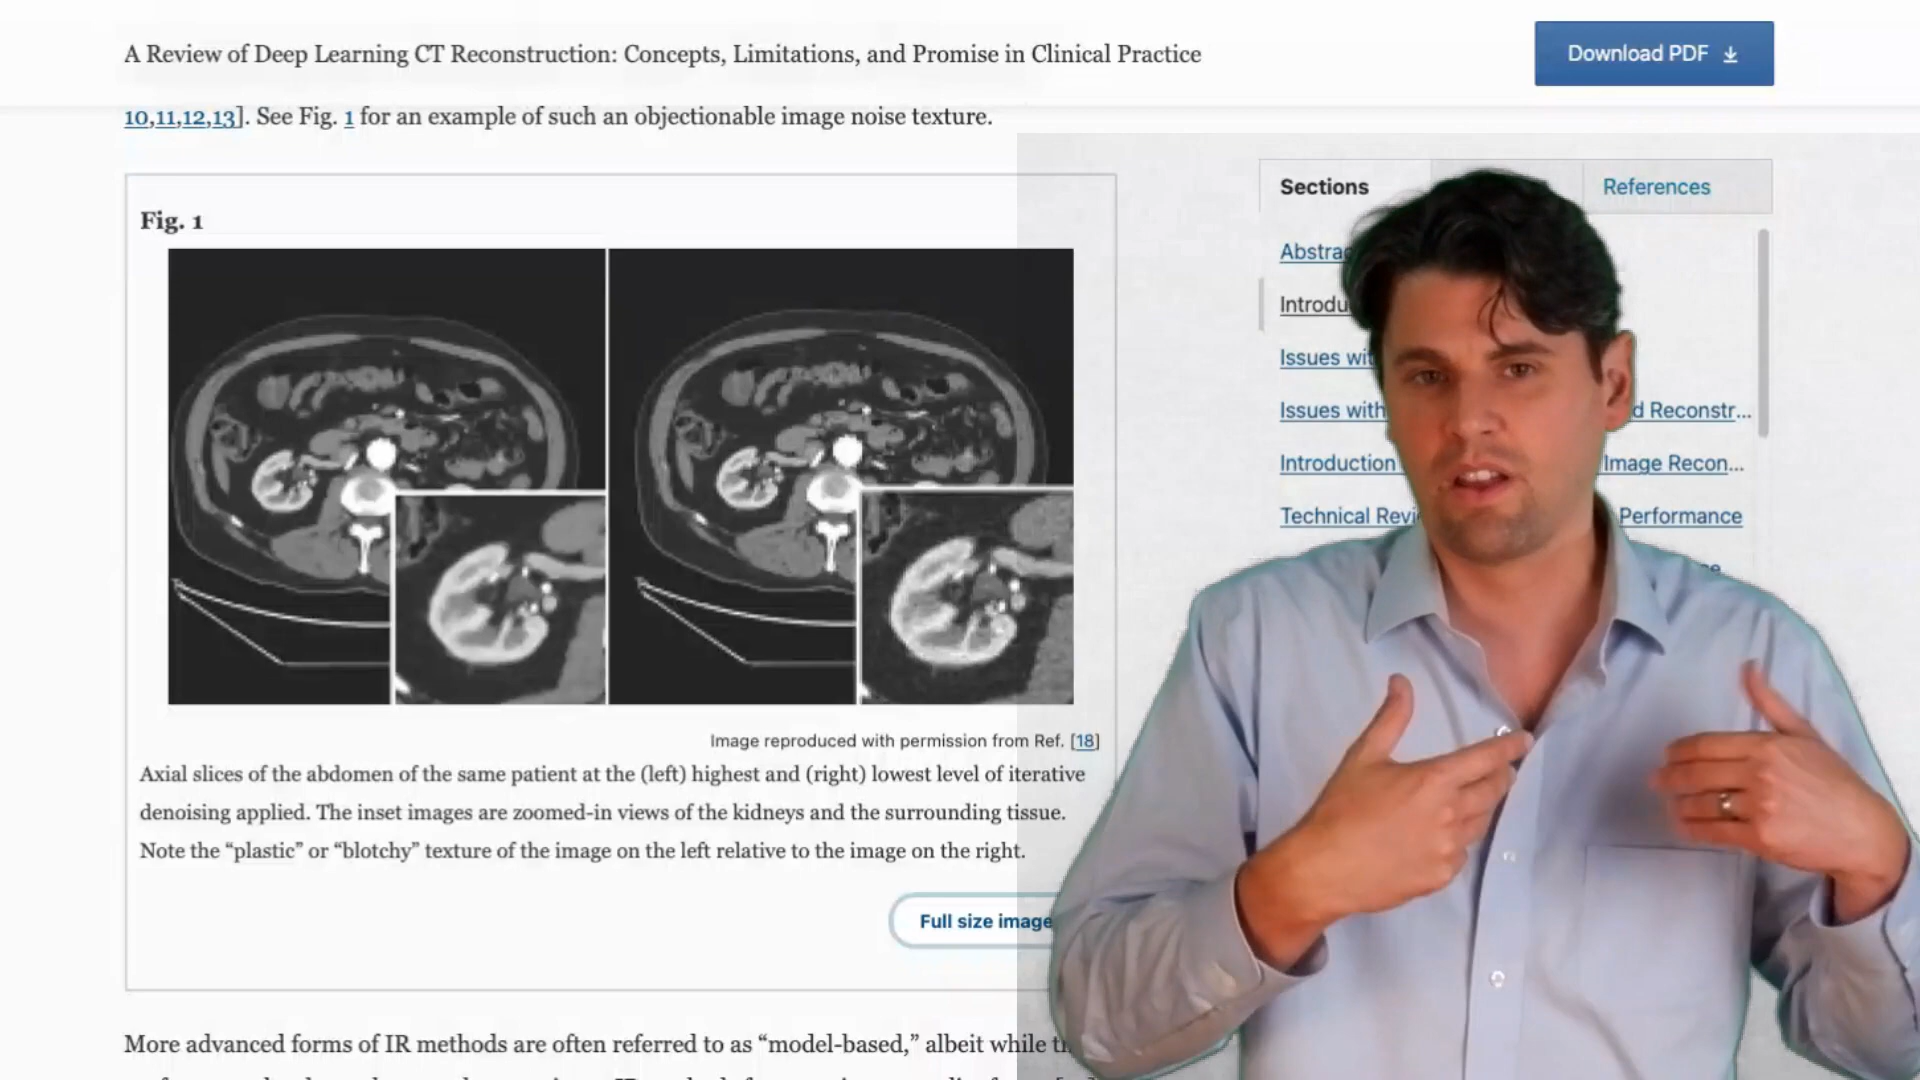 A Review of Deep Learning CT Reconstruction: Concepts, Limitations, and Promise in Clinical Practice
Download PDF
10,11,12,13]. See Fig. 1 for an example of such an objectionable image noise texture.
Fig. 1
Image reproduced with permission from Ref. [18]
Axial slices of the abdomen of the same patient at the (left) highest and (right) lowest level of iterative
denoising applied. The inset images are zoomed-in views of the kidneys and the surrounding tissue.
Note the “plastic” or “blotchy” texture of the image on the left relative to the image on the right.
Full size image
More advanced forms of IR methods are often referred to as “model-based,” albeit while
Sections
References
Issues with
Reconstr...
Introduction
Image Recon...
Technical
Performance